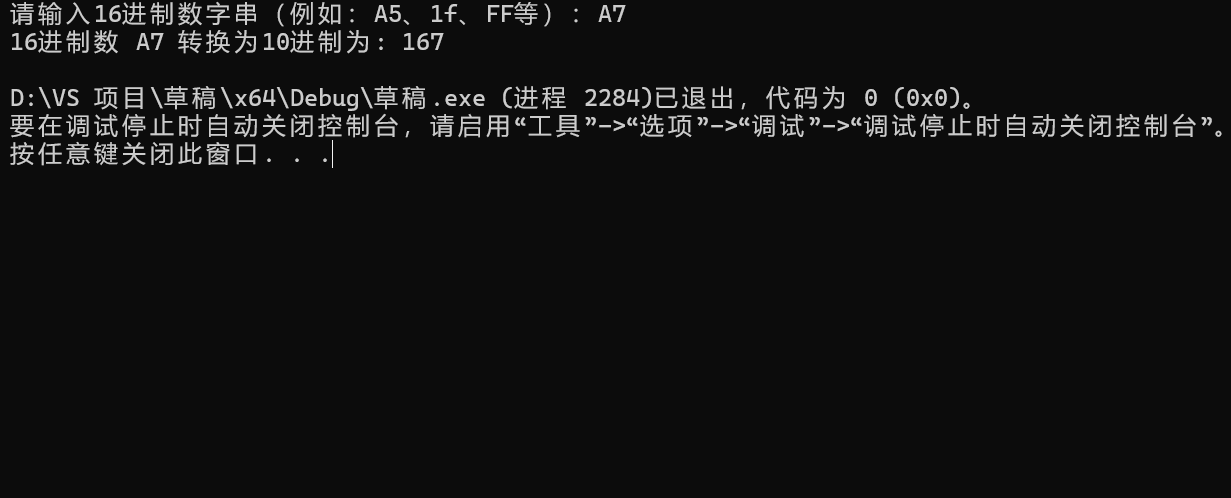 请输入16进制数字串（例如：A5、1f、FF等）：A7
16进制数 A7 转换为10进制为：167
D:\VS 项目\草稿\x64\Debug\草稿.exe (进程 2284)已退出，代码为 0 (0x0)。
要在调试停止时自动关闭控制台，请启用“工具”->“选项”->“调试”->“调试停止时自动关闭控制台”。
按任意键关闭此窗口. . .